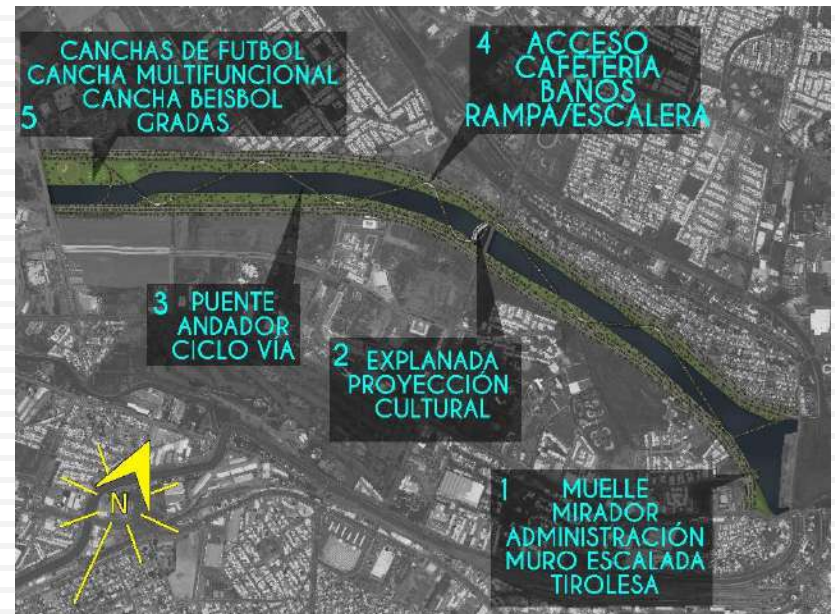 5
CANCHAS DE FUTBOL
CANCHA MULTIFUNCIONAL
CANCHA BEISBOL
GRADAS
4
ACCESO
CAFETERIA
BAÑOS
RAMPA/ESCALERA
3
PUENTE
ANDADOR
CICLO VÍA
2
EXPLANADA
PROYECCIÓN
CULTURAL
1
MUELLE
MIRADOR
ADMINISTRACIÓN
MURO ESCALADA
TIROLESA
N